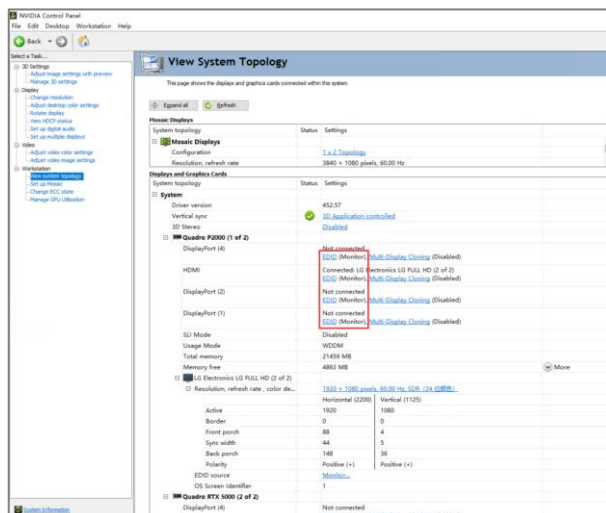 NVIDIA Control Panel
File Edit Desktop Workstation Help
Back
Select a Task...
3D Settings
Adjust image settings with preview
Manage 3D settings
Display
Change resolution
Adjust desktop color settings
Rotate display
View HDCP status
Set up digital audio
Set up multiple displays
Video
Adjust video color settings
Adjust video image settings
Workstation
View system topology
Set up Mosaic
Change ECC state
Manage GPU Utilization
System Information
View System Topology
This page shows the displays and graphics cards connected within this system.
Expand all Refresh
Mosaic Displays
System topology Status Settings
Mosaic Displays
Configuration 1 x 2 Topology
Resolution, refresh rate 3840 × 1080 pixels, 60.00 Hz
Displays and Graphics Cards
System topology Status Settings
System
Driver version 452.57
Vertical sync 3D Application controlled
3D Stereo Disabled
Quadro P2000 (1 of 2)
DisplayPort (4) Not connected
EDID (Monitor), Multi-Display Cloning (Disabled)
HDMI Connected: LG Electronics LG FULL HD (2 of 2)
EDID (Monitor), Multi-Display Cloning (Disabled)
DisplayPort (2) Not connected
EDID (Monitor), Multi-Display Cloning (Disabled)
DisplayPort (1) Not connected
EDID (Monitor), Multi-Display Cloning (Disabled)
SLI Mode Disabled
Usage Mode WDDM
Total memory 21459 MB
Memory free 4863 MB More
LG Electronics LG FULL HD (2 of 2)
Resolution, refresh rate , color de... 1920 × 1080 pixels, 60.00 Hz, SDR, (24 位颜色)
Horizontal (2200) Vertical (1125)
Active 1920 1080
Border 0 0
Front porch 88 4
Sync width 44 5
Back porch 148 36
Polarity Positive (+) Positive (+)
EDID source Monitor...
OS Screen Identifier 1
Quadro RTX 5000 (2 of 2)
DisplayPort (4) Not connected